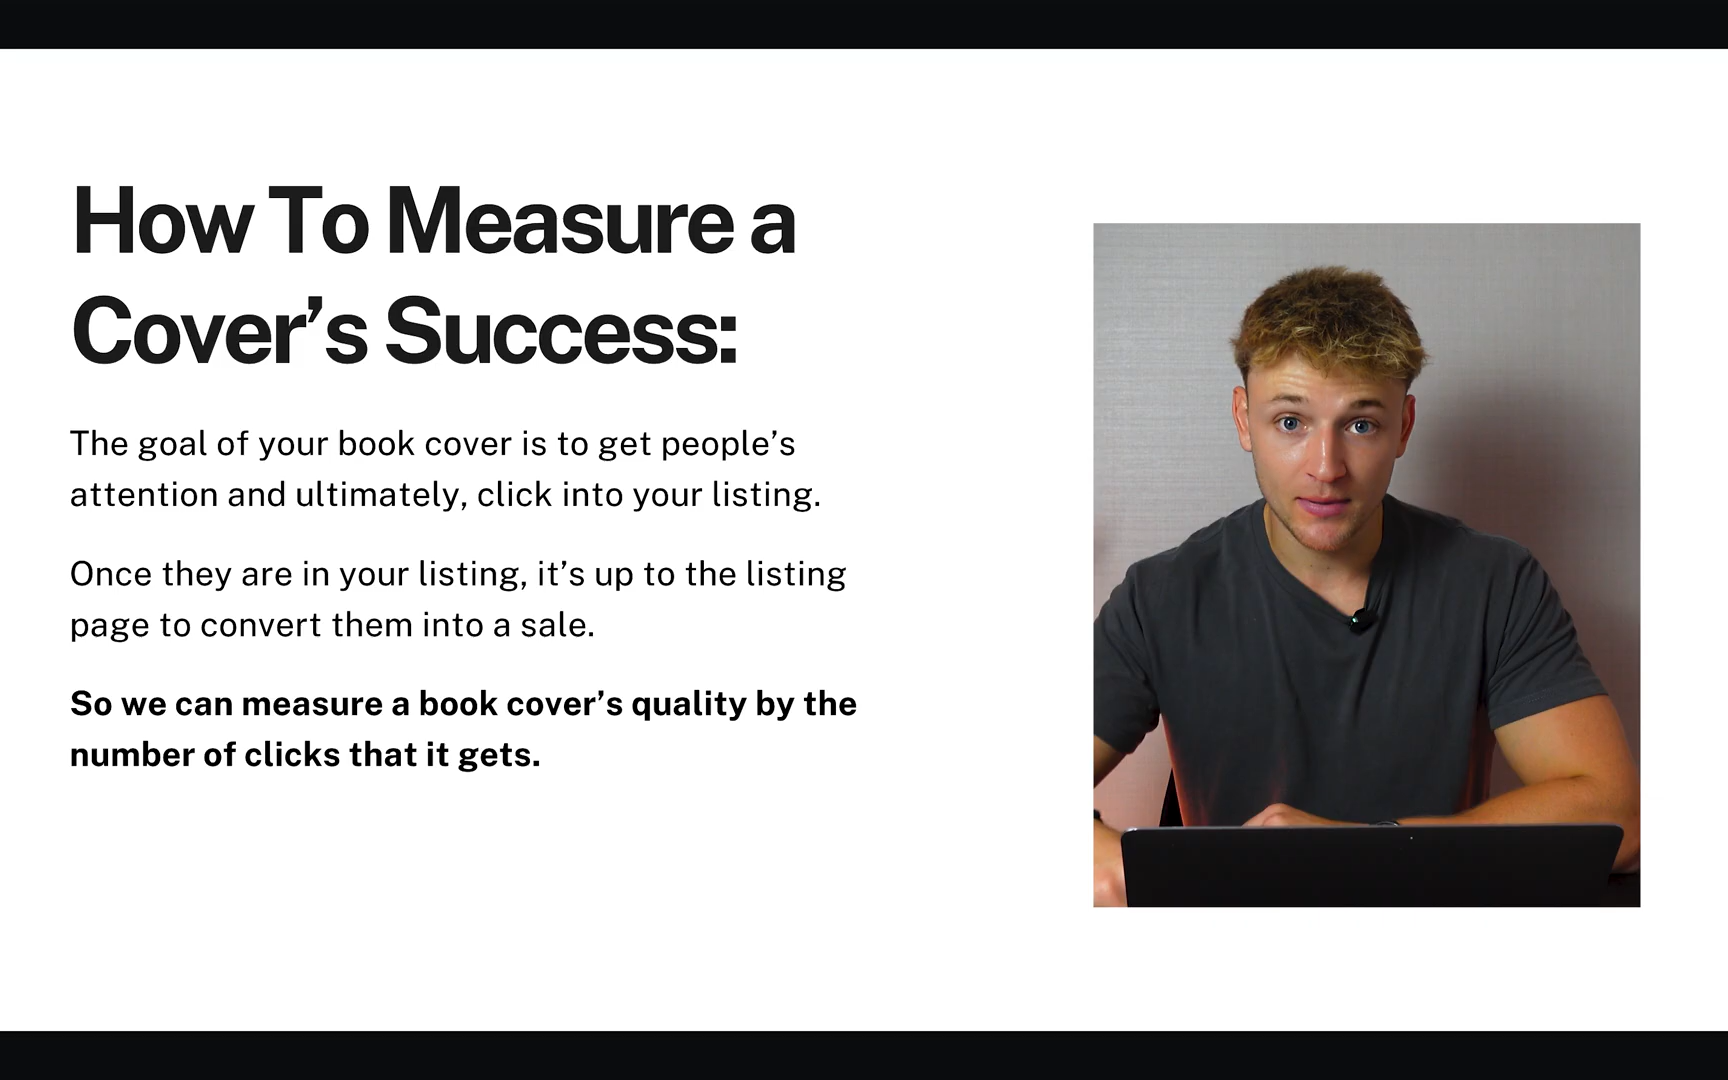 How To Measure a
Cover’s Success:
The goal of your book cover is to get people’s
attention and ultimately, click into your listing.
Once they are in your listing, it’s up to the listing
page to convert them into a sale.
So we can measure a book cover’s quality by the
number of clicks that it gets.